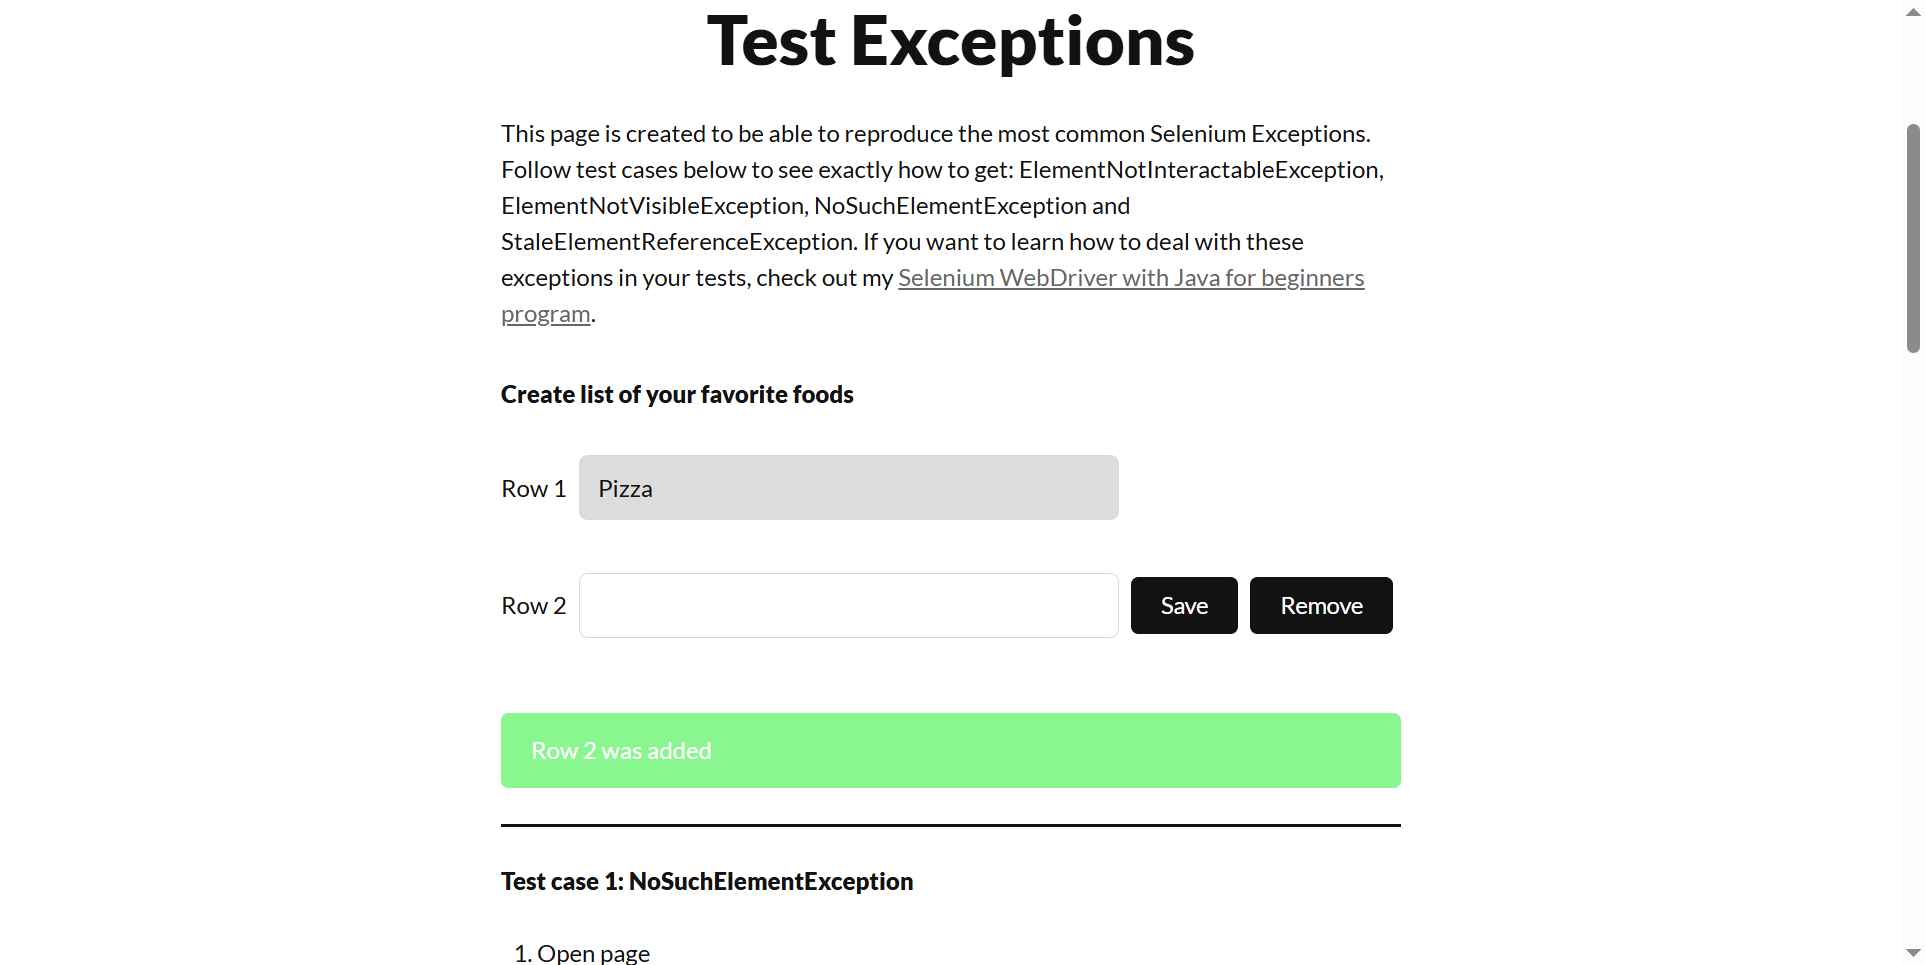 Test Exceptions
This page is created to be able to reproduce the most common Selenium Exceptions.
Follow test cases below to see exactly how to get: ElementNotInteractableException,
ElementNotVisibleException, NoSuchElementException and
StaleElementReferenceException. If you want to learn how to deal with these
exceptions in your tests, check out my Selenium WebDriver with Java for beginners
program.
Create list of your favorite foods
Row 1 Pizza
Row 2 Save Remove
Row 2 was added
Test case 1: NoSuchElementException
1. Open page